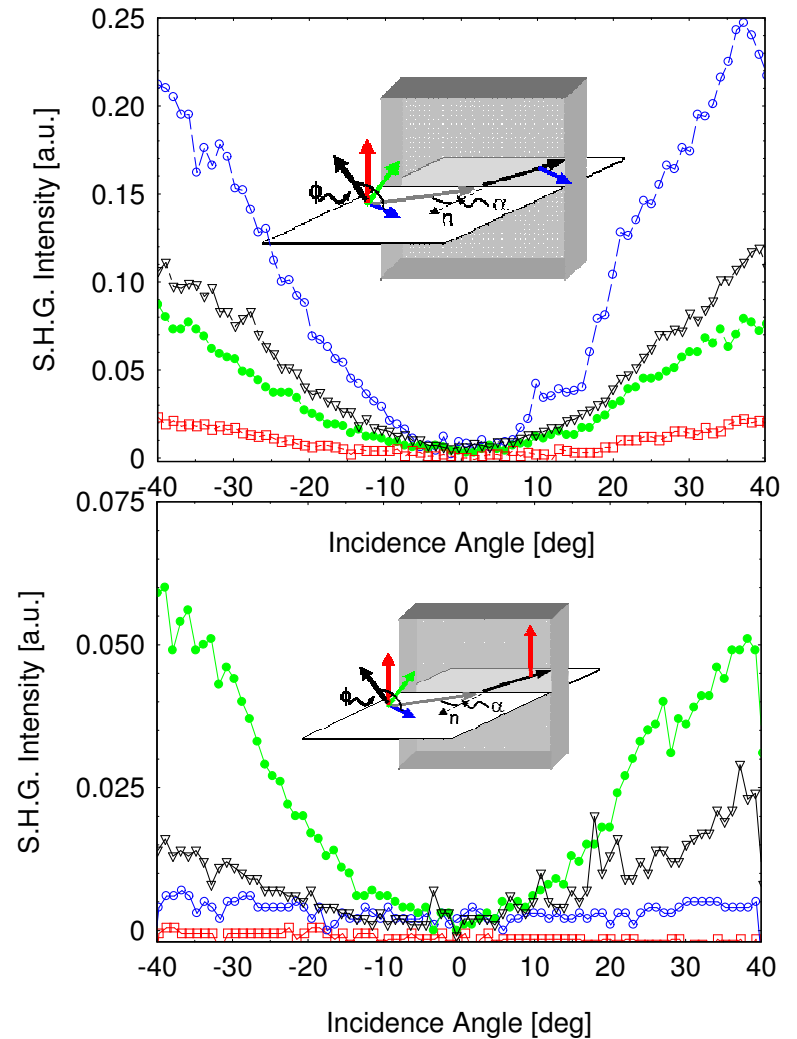 0.25
0.20
0.15
0.10
0.05
0
S.H.G. Intensity [a.u.]
ϕ
n
α
-40 -30 -20 -10 0 10 20 30 40
Incidence Angle [deg]
0.075
0.050
0.025
0
S.H.G. Intensity [a.u.]
ϕ
n
α
-40 -30 -20 -10 0 10 20 30 40
Incidence Angle [deg]